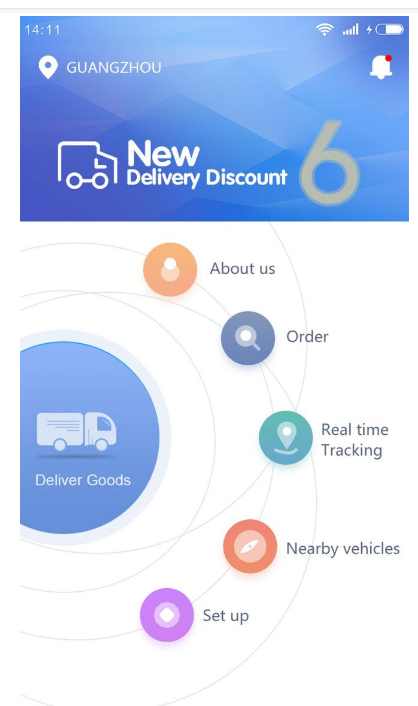 14:11
GUANGZHOU
New
Delivery Discount
6
About us
Order
Real time
Tracking
Deliver Goods
Nearby vehicles
Set up